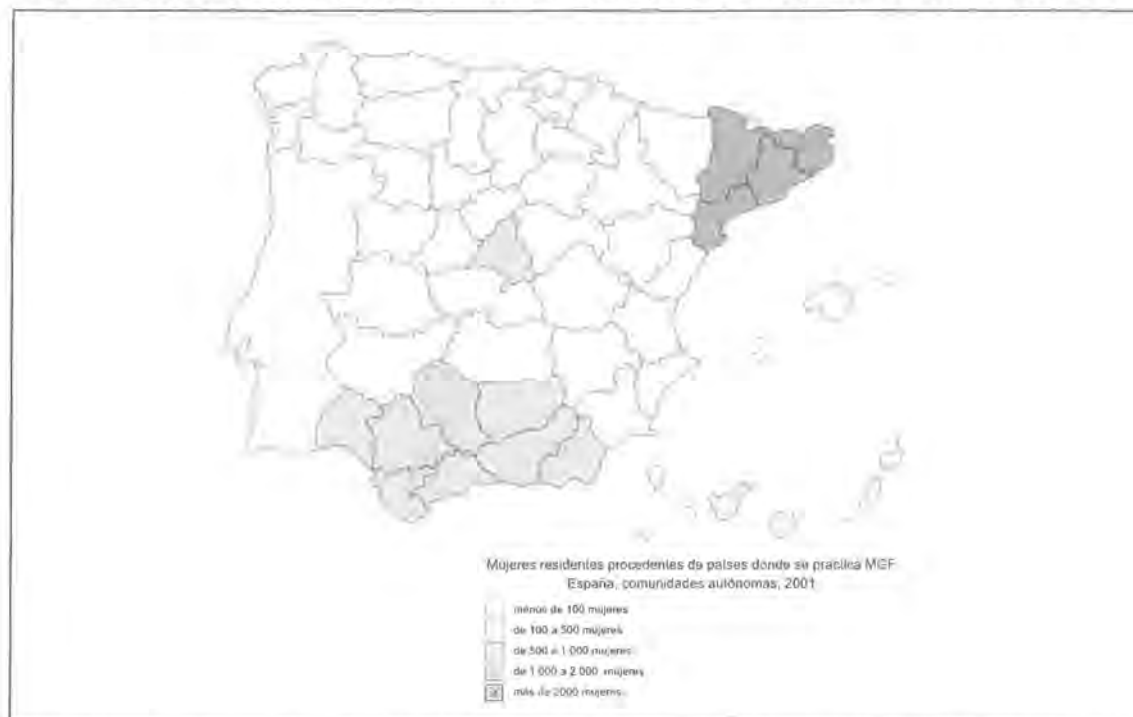 Mujeres residentes procedentes de países donde se practica MGF
España, comunidades autónomas, 2001
menos de 100 mujeres
de 100 a 500 mujeres
de 500 a 1 000 mujeres
de 1 000 a 2 000 mujeres
más de 2000 mujeres